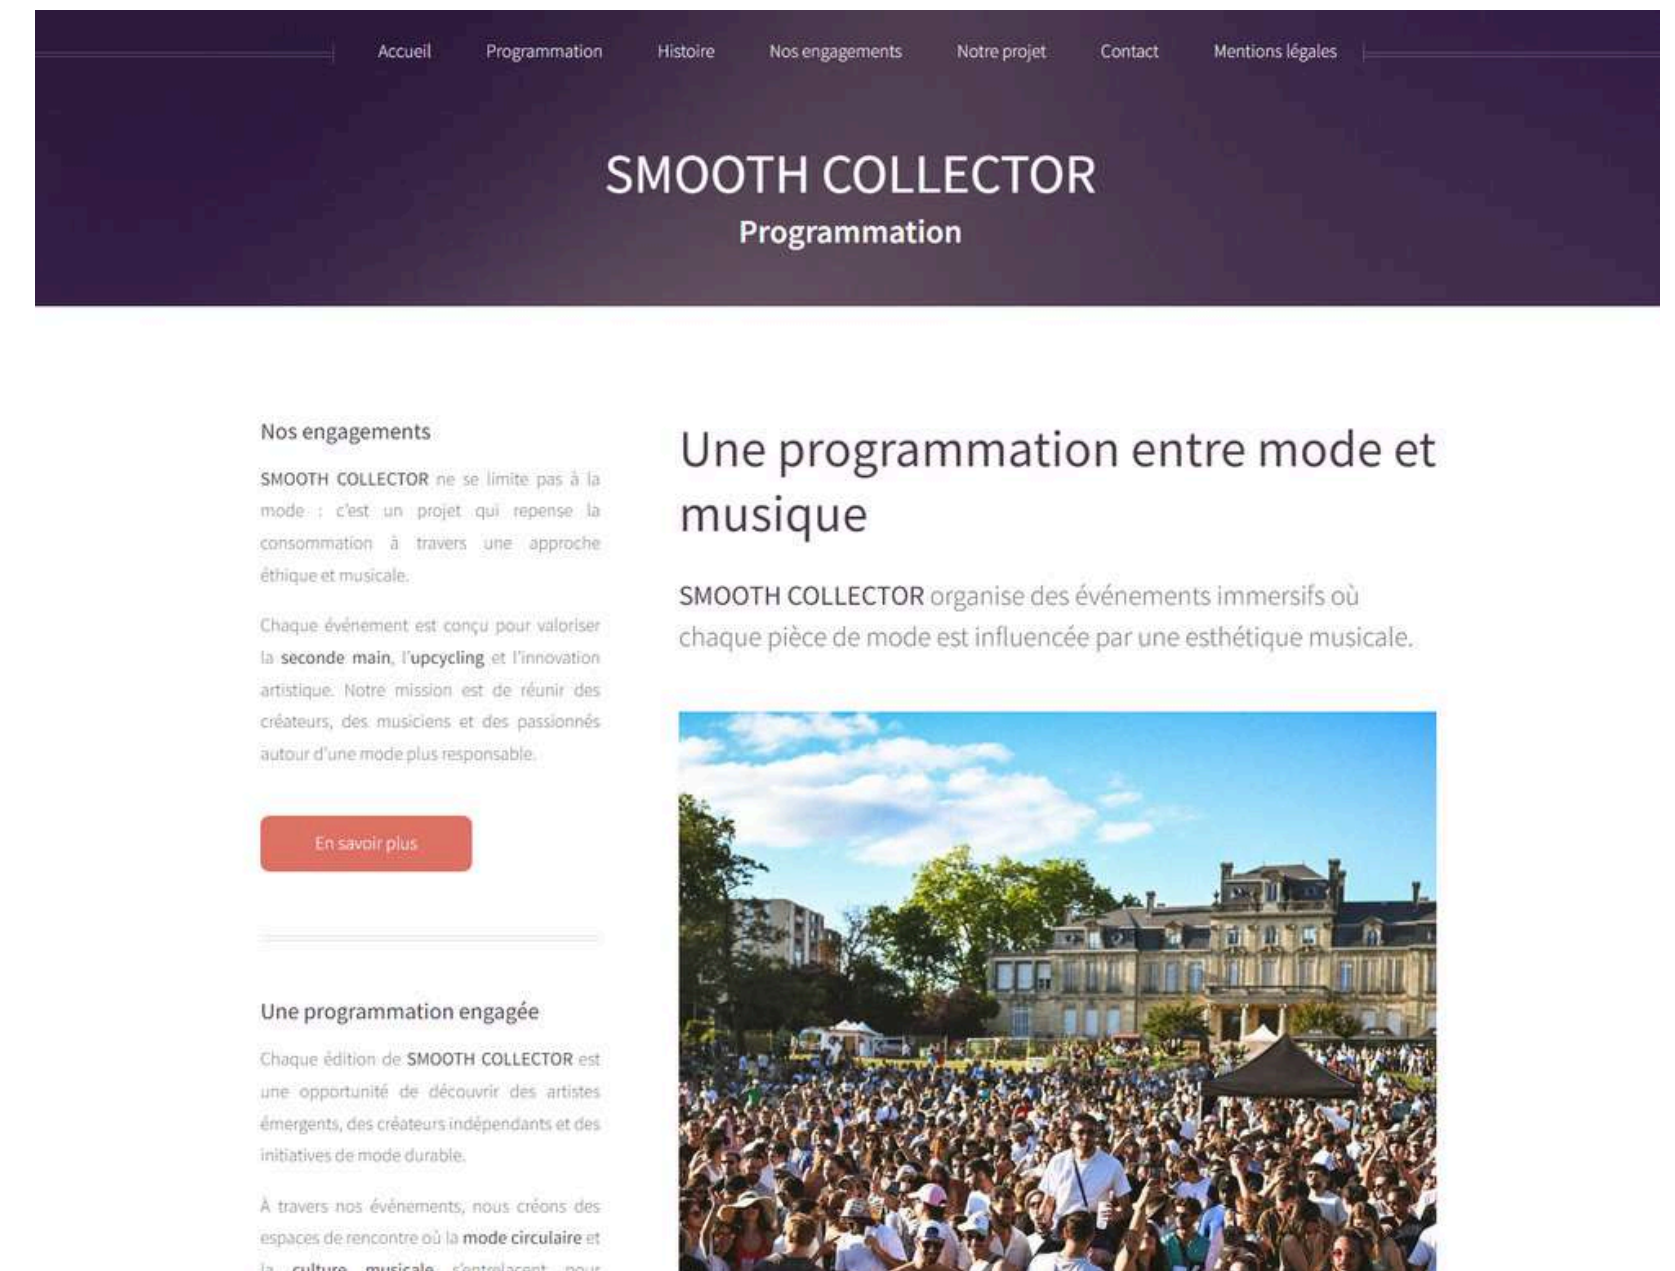 Accueil Programmation Histoire Nos engagements Notre projet Contact Mentions légales
SMOOTH COLLECTOR
Programmation
Nos engagements
SMOOTH COLLECTOR ne se limite pas à la
mode : c'est un projet qui repense la
consommation à travers une approche
éthique et musicale.
Chaque événement est conçu pour valoriser
la seconde main, l'upcycling et l'innovation
artistique. Notre mission est de réunir des
créateurs, des musiciens et des passionnés
autour d'une mode plus responsable.
En savoir plus
Une programmation engagée
Chaque édition de SMOOTH COLLECTOR est
une opportunité de découvrir des artistes
émergents, des créateurs indépendants et des
initiatives de mode durable.
À travers nos événements, nous créons des
espaces de rencontre où la mode circulaire et
la culture musicale s'entrelacent pour
Une programmation entre mode et
musique
SMOOTH COLLECTOR organise des événements immersifs où
chaque pièce de mode est influencée par une esthétique musicale.